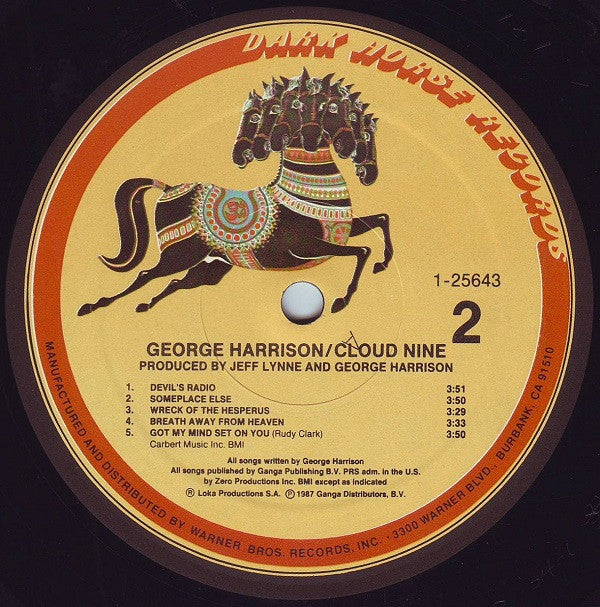 DARK HORSE RECORDS
1-25643
2
GEORGE HARRISON/CLOUD NINE
PRODUCED BY JEFF LYNNE AND GEORGE HARRISON
1. DEVIL'S RADIO 3:51
2. SOMEPLACE ELSE 3:50
3. WRECK OF THE HESPERUS 3:29
4. BREATH AWAY FROM HEAVEN 3:33
5. GOT MY MIND SET ON YOU (Rudy Clark) 3:50
Carbert Music Inc. BMI
All songs written by George Harrison
All songs published by Ganga Publishing B.V. PRS adm. in the U.S.
by Zero Productions Inc. BMI except as indicated
® Loka Productions S.A. ℗ 1987 Ganga Distributors, B.V.
MANUFACTURED AND DISTRIBUTED BY WARNER BROS. RECORDS, INC. · 3300 WARNER BLVD., BURBANK, CA 91510